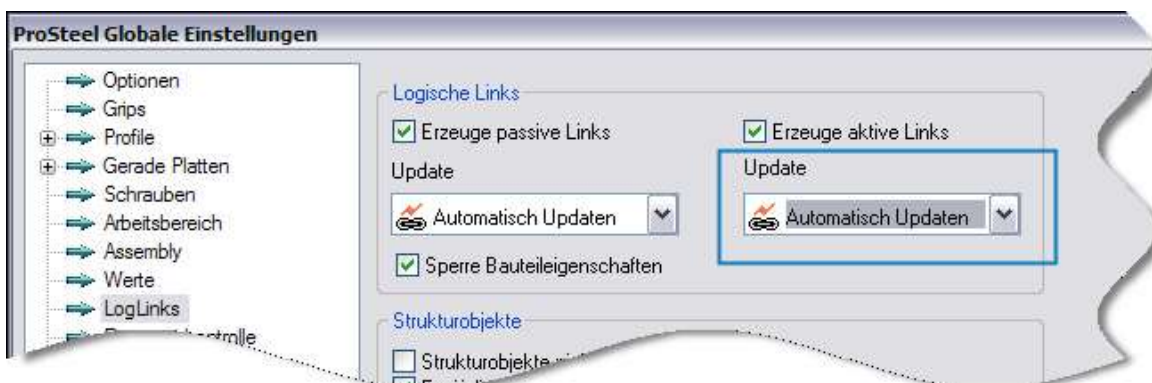 ProSteel Globale Einstellungen
Optionen
Grips
Profile
Gerade Platten
Schrauben
Arbeitsbereich
Assembly
Werte
LogLinks
Logische Links
Erzeuge passive Links
Erzeuge aktive Links
Update
Update
Automatisch Updaten
Automatisch Updaten
Sperre Bauteileigenschaften
Strukturobjekte
Strukturobjekte